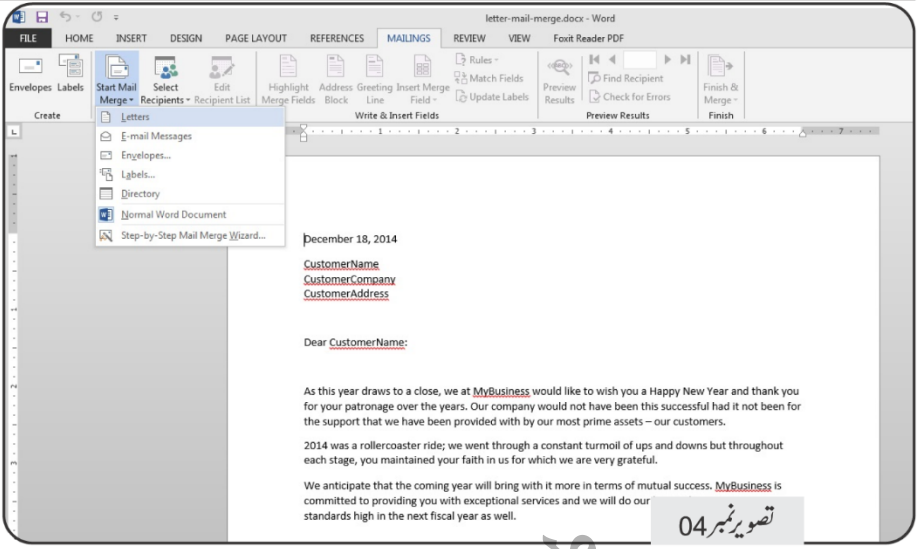 letter-mail-merge.docx - Word
FILE HOME INSERT DESIGN PAGE LAYOUT REFERENCES MAILINGS REVIEW VIEW Foxit Reader PDF
Envelopes Labels
Create
Start Mail Merge
Select Recipients
Edit Recipient List
Highlight Merge Fields
Address Block
Greeting Line
Insert Merge Field
Rules
Match Fields
Update Labels
Write & Insert Fields
Preview Results
Find Recipient
Check for Errors
Preview Results
Finish & Merge
Finish
Letters
E-mail Messages
Envelopes...
Labels...
Directory
Normal Word Document
Step-by-Step Mail Merge Wizard...
1 2 3 4 5 6 7
December 18, 2014
CustomerName
CustomerCompany
CustomerAddress
Dear CustomerName:
As this year draws to a close, we at MyBusiness would like to wish you a Happy New Year and thank you
for your patronage over the years. Our company would not have been this successful had it not been for
the support that we have been provided with by our most prime assets – our customers.
2014 was a rollercoaster ride; we went through a constant turmoil of ups and downs but throughout
each stage, you maintained your faith in us for which we are very grateful.
We anticipate that the coming year will bring with it more in terms of mutual success. MyBusiness is
committed to providing you with exceptional services and we will do our
standards high in the next fiscal year as well.
تصویر نمبر 04